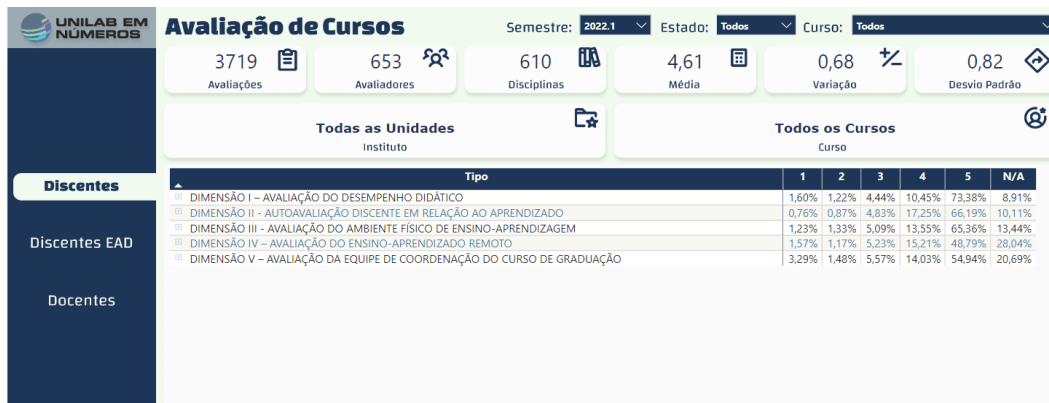 UNILAB EM
NÚMEROS
Avaliação de Cursos
Semestre: 2022.1 Estado: Todos Curso: Todos
3719
Avaliações
653
Avaliadores
610
Disciplinas
4,61
Média
0,68
Variação
0,82
Desvio Padrão
Todas as Unidades
Instituto
Todos os Cursos
Curso
Discentes
Discentes EAD
Docentes
Tipo 1 2 3 4 5 N/A
DIMENSÃO I – AVALIAÇÃO DO DESEMPENHO DIDÁTICO 1,60% 1,22% 4,44% 10,45% 73,38% 8,91%
DIMENSÃO II - AUTOAVALIAÇÃO DISCENTE EM RELAÇÃO AO APRENDIZADO 0,76% 0,87% 4,83% 17,25% 66,19% 10,11%
DIMENSÃO III - AVALIAÇÃO DO AMBIENTE FÍSICO DE ENSINO-APRENDIZAGEM 1,23% 1,33% 5,09% 13,55% 65,36% 13,44%
DIMENSÃO IV – AVALIAÇÃO DO ENSINO-APRENDIZADO REMOTO 1,57% 1,17% 5,23% 15,21% 48,79% 28,04%
DIMENSÃO V – AVALIAÇÃO DA EQUIPE DE COORDENAÇÃO DO CURSO DE GRADUAÇÃO 3,29% 1,48% 5,57% 14,03% 54,94% 20,69%